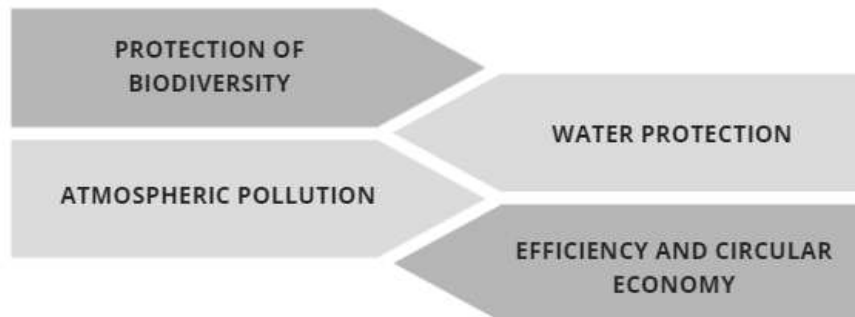 PROTECTION OF
BIODIVERSITY
WATER PROTECTION
ATMOSPHERIC POLLUTION
EFFICIENCY AND CIRCULAR
ECONOMY